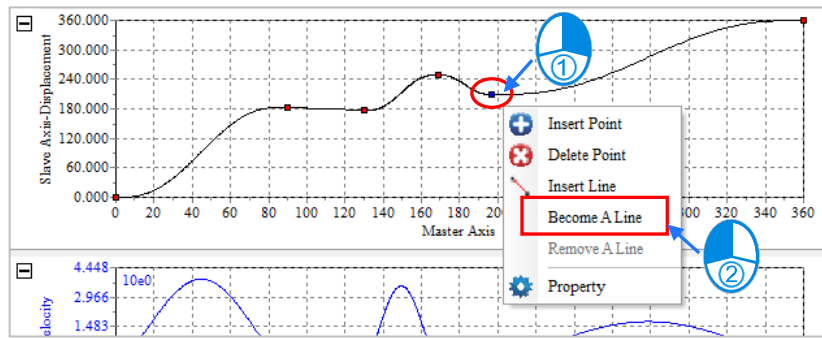 360.000
300.000
240.000
180.000
120.000
60.000
0.000
Slave Axis-Displacement
0 20 40 60 80 100 120 140 160 180 300 320 340 360
Master Axis
①
Insert Point
Delete Point
Insert Line
Become A Line
Remove A Line
Property
②
4.448
2.966
1.483
10e0
elocity